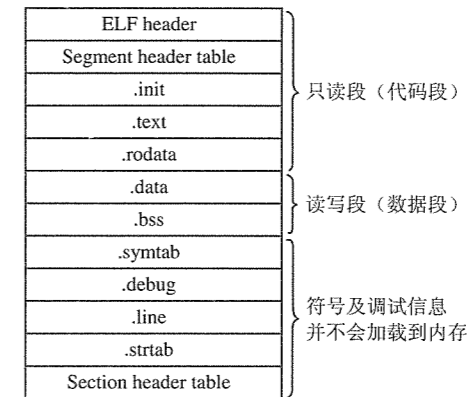 ELF header
Segment header table
.init
.text
.rodata
.data
.bss
.symtab
.debug
.line
.strtab
Section header table
只读段（代码段）
读写段（数据段）
符号及调试信息
并不会加载到内存